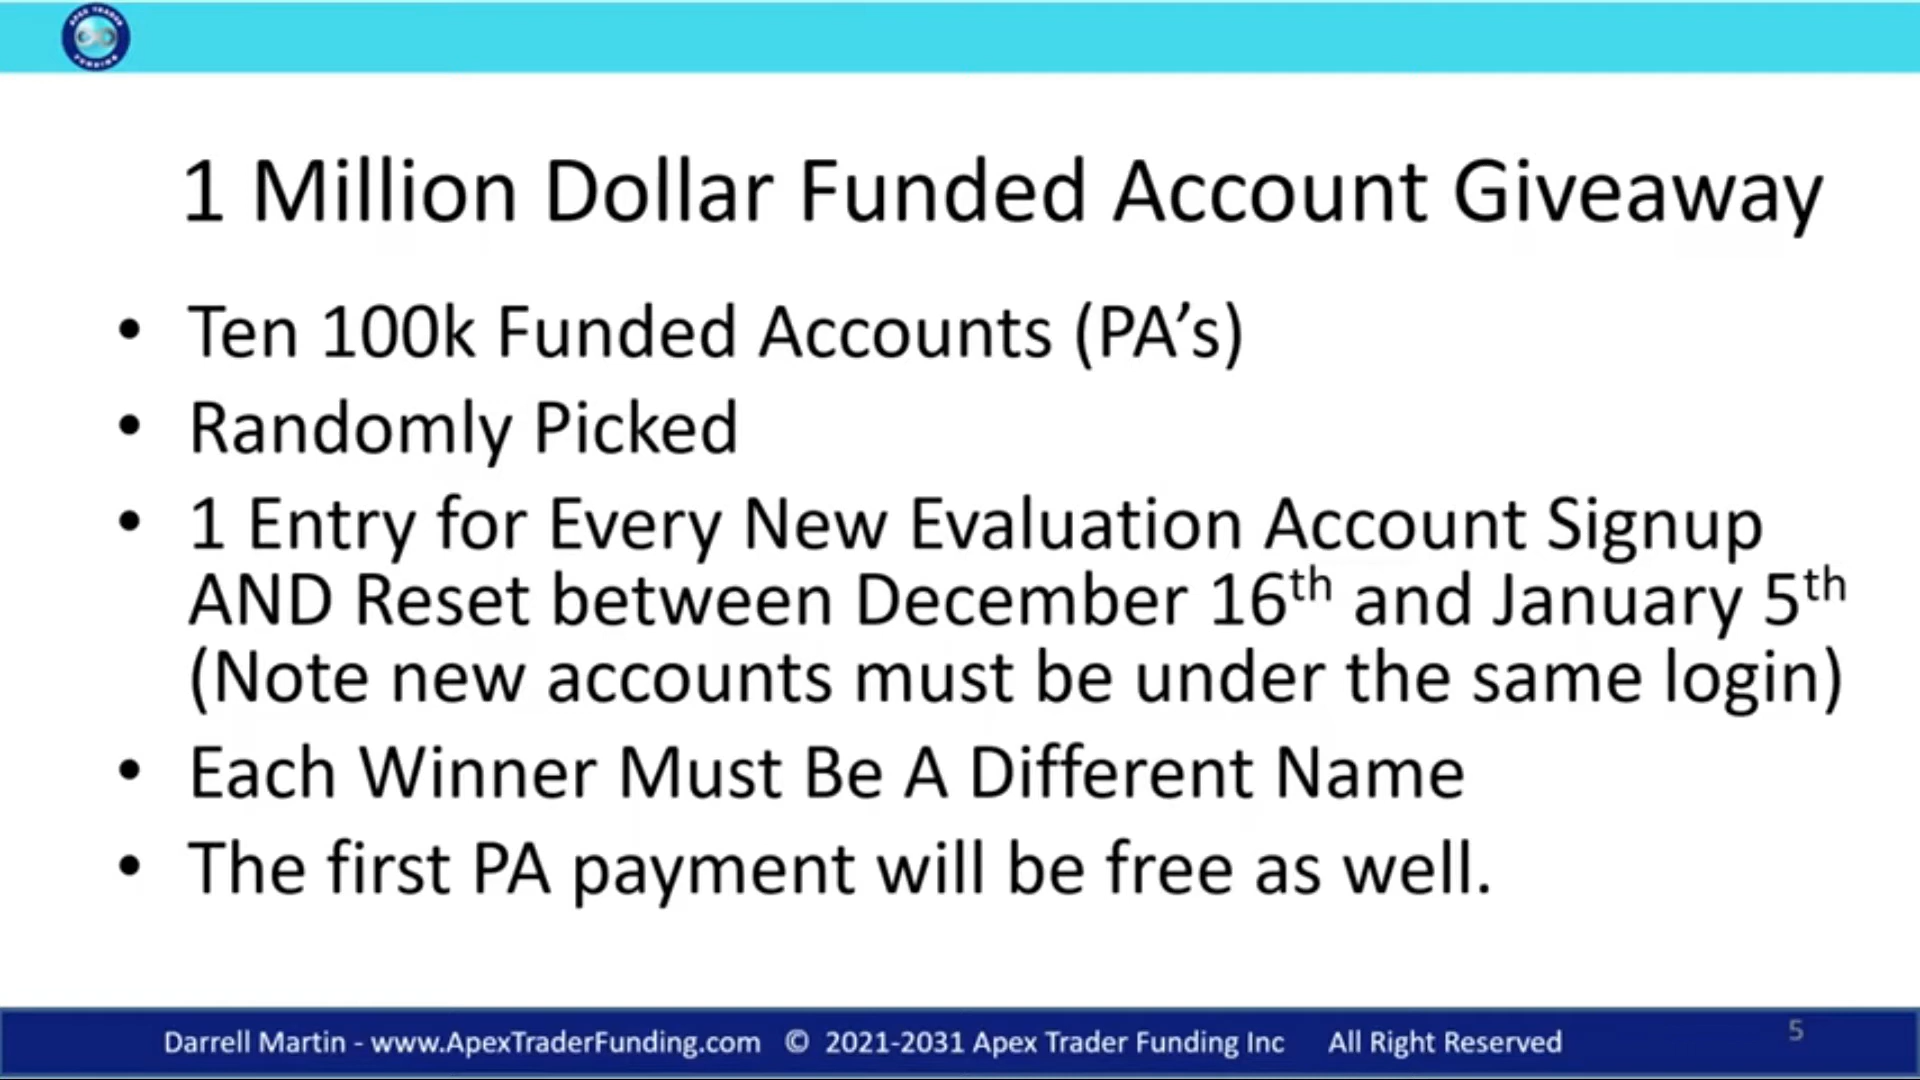 APEX TRADER
FUNDING
1 Million Dollar Funded Account Giveaway
• Ten 100k Funded Accounts (PA’s)
• Randomly Picked
• 1 Entry for Every New Evaluation Account Signup
AND Reset between December 16th and January 5th
(Note new accounts must be under the same login)
• Each Winner Must Be A Different Name
• The first PA payment will be free as well.
Darrell Martin - www.ApexTraderFunding.com © 2021-2031 Apex Trader Funding Inc All Right Reserved
5